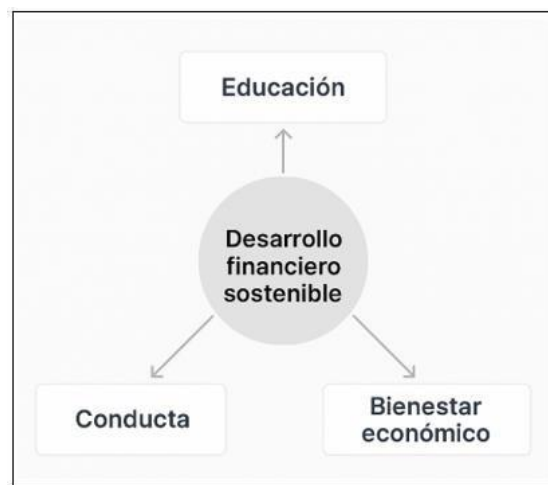 Educación
Desarrollo
financiero
sostenible
Conducta
Bienestar
económico